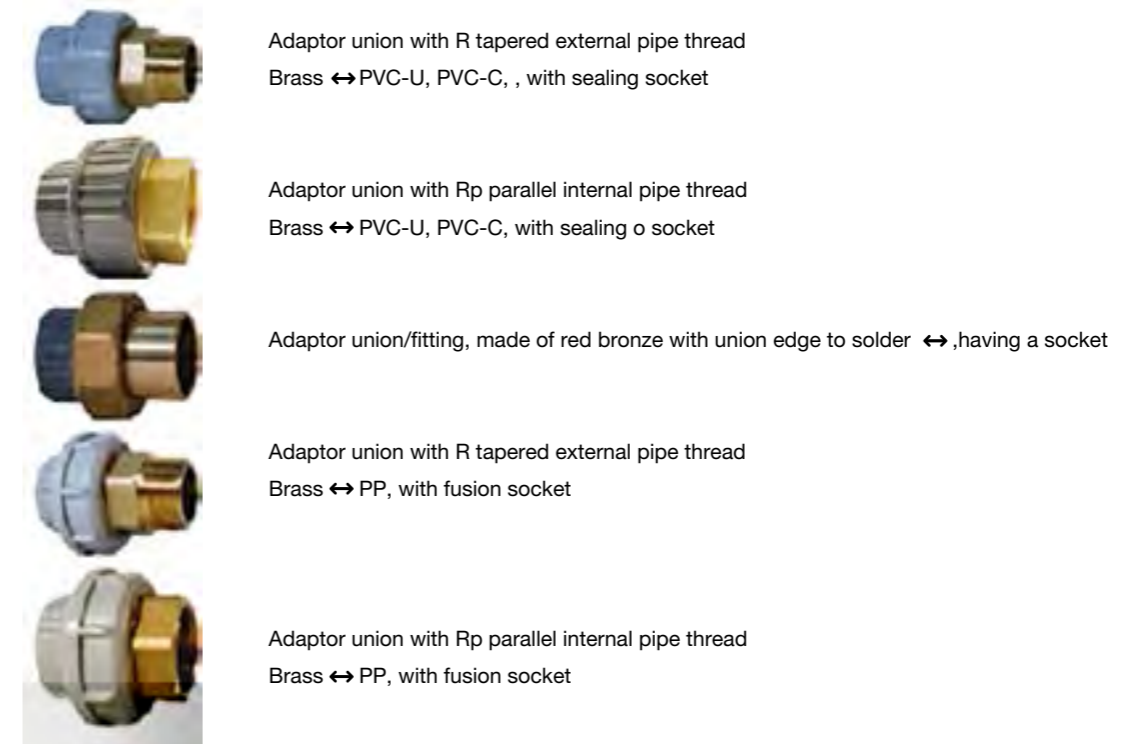 Adaptor union with R tapered external pipe thread
Brass ↔ PVC-U, PVC-C, , with sealing socket
Adaptor union with Rp parallel internal pipe thread
Brass ↔ PVC-U, PVC-C, with sealing o socket
Adaptor union/fitting, made of red bronze with union edge to solder ↔ ,having a socket
Adaptor union with R tapered external pipe thread
Brass ↔ PP, with fusion socket
Adaptor union with Rp parallel internal pipe thread
Brass ↔ PP, with fusion socket